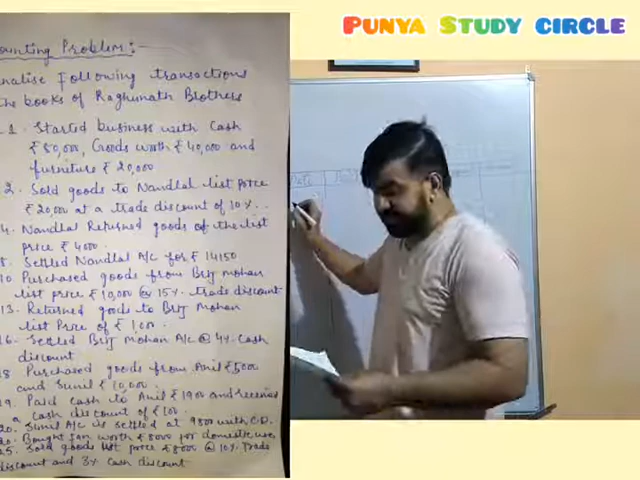 PUNYA STUDY CIRCLE
ounting Problem:-
nalise Following transactions
the books of Raghunath Brothers
1. Started business with Cash
₹ 50,000, Goods worth ₹ 40,000 and
furniture ₹ 20,000
2. Sold goods to Nandlal list price
₹ 20,000 at a trade discount of 10%.
4. Nandlal Returned goods of the list
price ₹ 4000
8. Settled Nandlal A/c for ₹ 14150
10 Purchased goods from Brij mohan
list price ₹ 10,000 @ 15% trade discount
13. Returned goods to Brij Mohan
list Price of ₹
16. Settled Brij Mohan A/c @ 4% Cash
discount
18. Purchased goods from Anil ₹ 5000
and Sunil ₹ 10,000.
19. Paid cash to Anil ₹ 1900 and received
a cash discount of ₹ 100
20. Sunil A/c is settled at 9800 with C.D.
20. Bought fan worth ₹ 8000 for domestic use
25. Sold goods list price ₹ 8000 @ 10% Trade
discount and 3% Cash discount